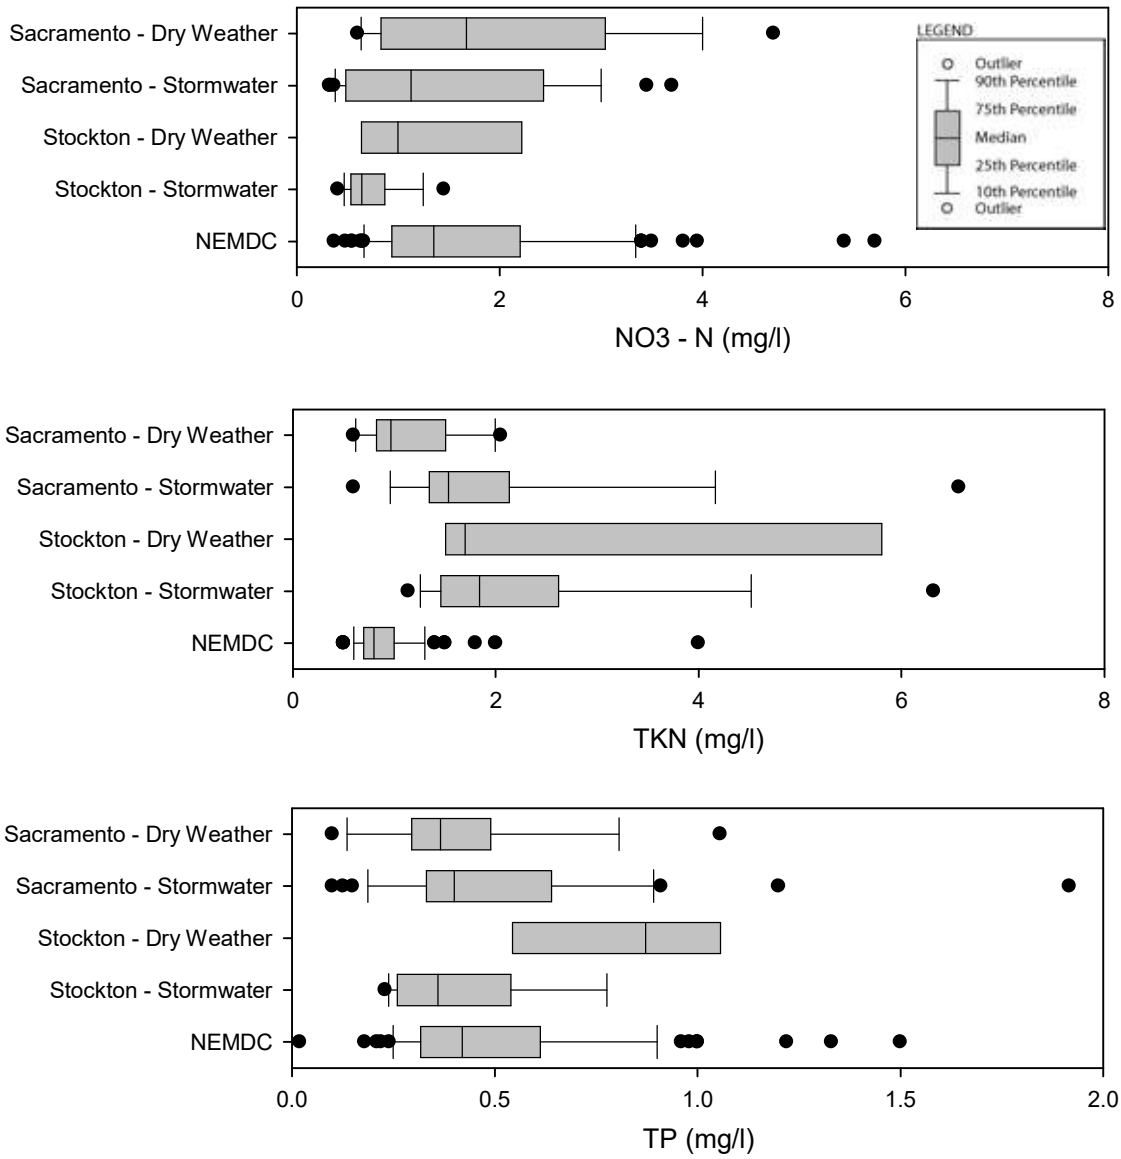 Sacramento - Dry Weather
Sacramento - Stormwater
Stockton - Dry Weather
Stockton - Stormwater
NEMDC
LEGEND
Outlier
90th Percentile
75th Percentile
Median
25th Percentile
10th Percentile
Outlier
0 2 4 6 8
NO3 - N (mg/l)
Sacramento - Dry Weather
Sacramento - Stormwater
Stockton - Dry Weather
Stockton - Stormwater
NEMDC
0 2 4 6 8
TKN (mg/l)
Sacramento - Dry Weather
Sacramento - Stormwater
Stockton - Dry Weather
Stockton - Stormwater
NEMDC
0.0 0.5 1.0 1.5 2.0
TP (mg/l)